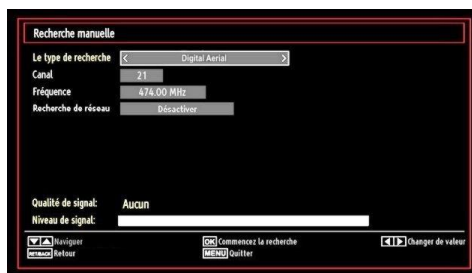 Recherche manuelle
Le type de recherche < Digital Aerial >
Canal 21
Fréquence 474.00 MHz
Recherche de réseau Désactiver
Qualité de signal: Aucun
Niveau de signal:
Naviguer OK Commencez la recherche Changer de valeur
Retour MENU Quitter